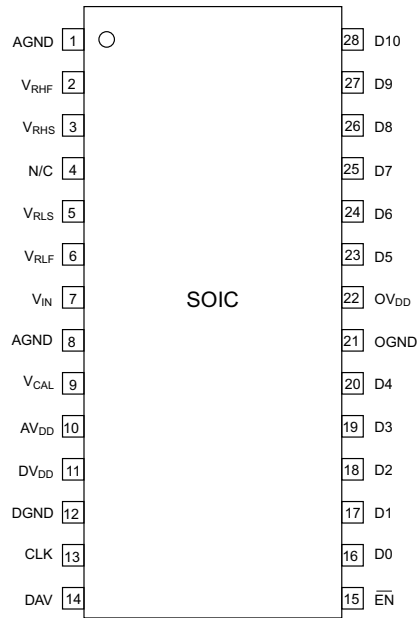 AGND 1 28 D10
V_RHF 2 27 D9
V_RHS 3 26 D8
N/C 4 25 D7
V_RLS 5 24 D6
V_RLF 6 23 D5
V_IN 7 SOIC 22 OV_DD
AGND 8 21 OGND
V_CAL 9 20 D4
AV_DD 10 19 D3
DV_DD 11 18 D2
DGND 12 17 D1
CLK 13 16 D0
DAV 14 15 E̅N̅